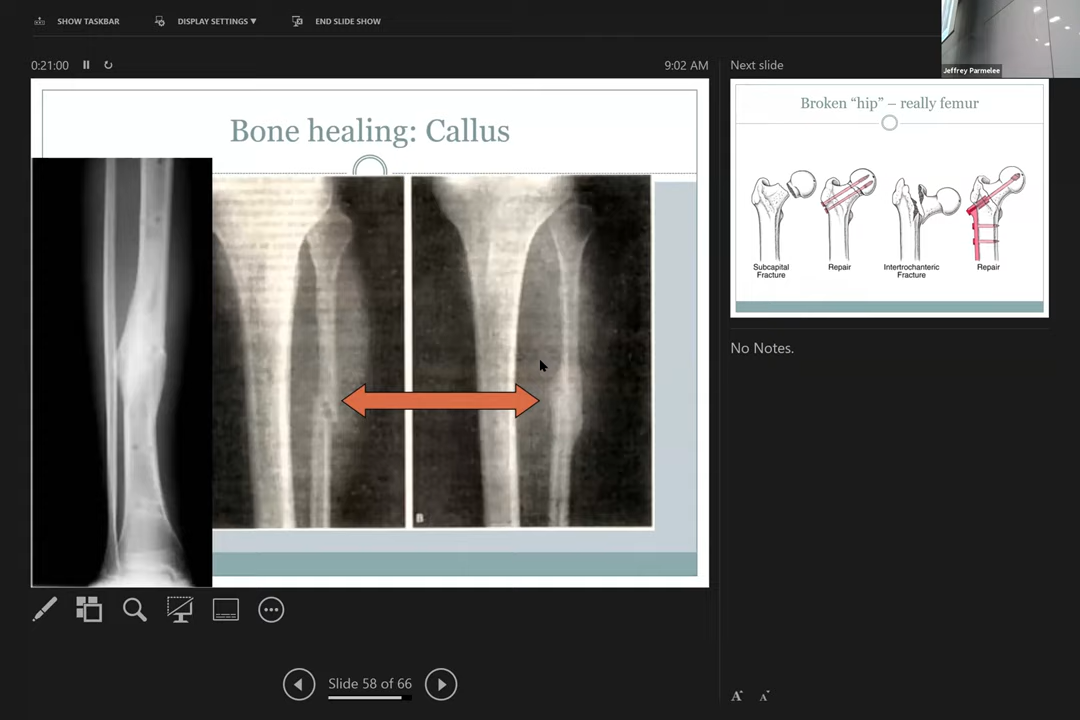 SHOW TASKBAR
DISPLAY SETTINGS ▼
END SLIDE SHOW
Jeffrey Parmelee
0:21:00
9:02 AM
Next slide
Bone healing: Callus
B
Broken “hip” – really femur
Subcapital
Fracture
Repair
Intertrochanteric
Fracture
Repair
No Notes.
Slide 58 of 66
A
A